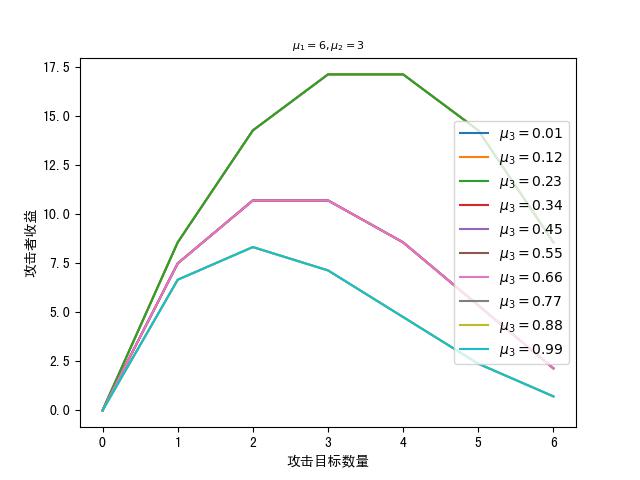 μ₁=6,μ₂=3
17.5
15.0
12.5
10.0
7.5
5.0
2.5
0.0
攻击者收益
μ₃=0.01
μ₃=0.12
μ₃=0.23
μ₃=0.34
μ₃=0.45
μ₃=0.55
μ₃=0.66
μ₃=0.77
μ₃=0.88
μ₃=0.99
0 1 2 3 4 5 6
攻击目标数量